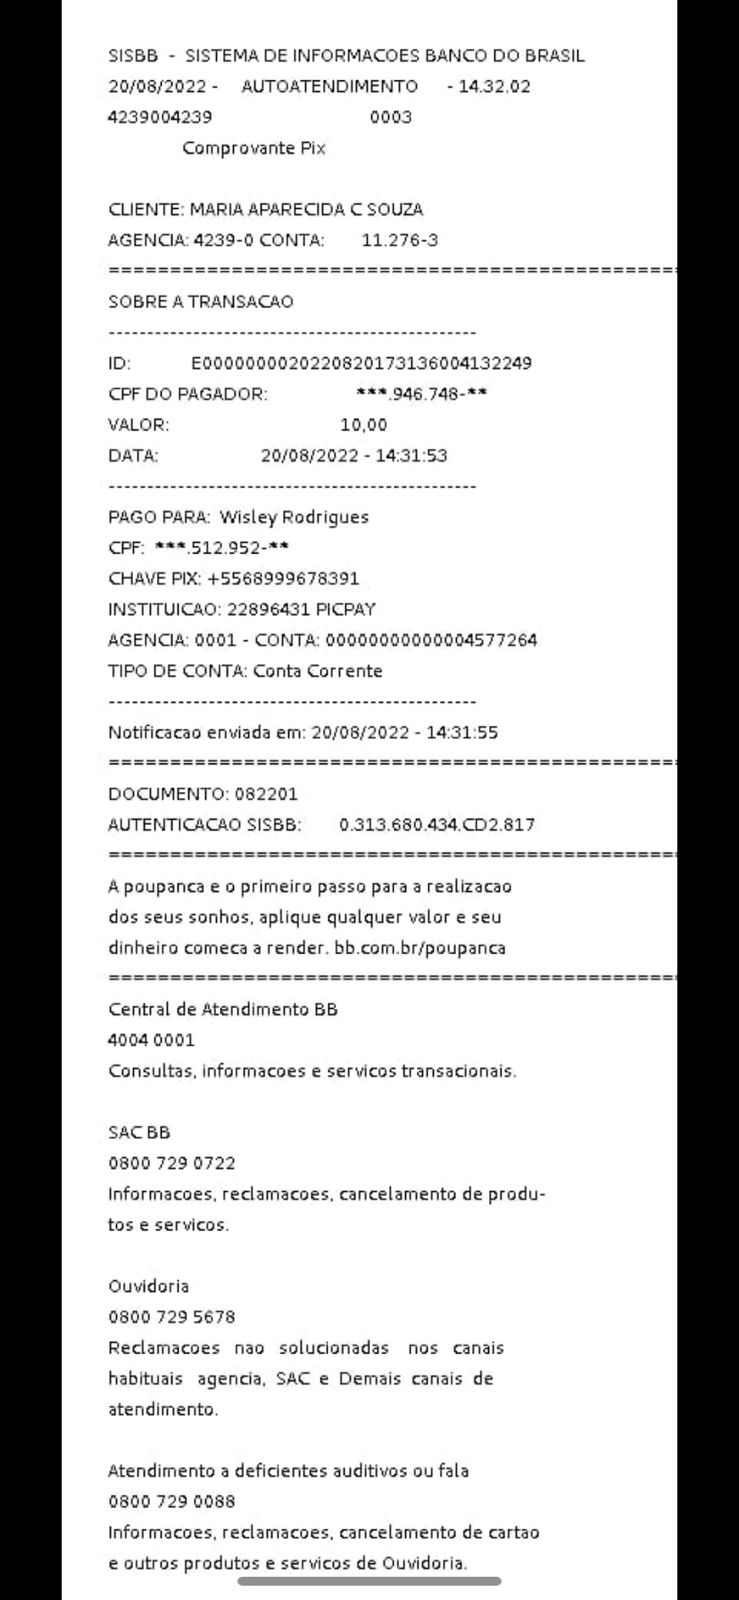 SISBB - SISTEMA DE INFORMACOES BANCO DO BRASIL
20/08/2022 - AUTOATENDIMENTO - 14.32.02
4239004239 0003
Comprovante Pix
CLIENTE: MARIA APARECIDA C SOUZA
AGENCIA: 4239-0 CONTA: 11.276-3
================================================
SOBRE A TRANSACAO
------------------------------------------------
ID: E00000000202208201731360041​32249
CPF DO PAGADOR: ***.946.748-**
VALOR: 10,00
DATA: 20/08/2022 - 14:31:53
------------------------------------------------
PAGO PARA: Wisley Rodrigues
CPF: ***.512.952-**
CHAVE PIX: +5568999678391
INSTITUICAO: 22896431 PICPAY
AGENCIA: 0001 - CONTA: 00000000000004577264
TIPO DE CONTA: Conta Corrente
------------------------------------------------
Notificacao enviada em: 20/08/2022 - 14:31:55
================================================
DOCUMENTO: 082201
AUTENTICACAO SISBB: 0.313.680.434.CD2.817
================================================
A poupanca e o primeiro passo para a realizacao
dos seus sonhos, aplique qualquer valor e seu
dinheiro comeca a render. bb.com.br/poupanca
================================================
Central de Atendimento BB
4004 0001
Consultas, informacoes e servicos transacionais.
SAC BB
0800 729 0722
Informacoes, reclamacoes, cancelamento de produ-
tos e servicos.
Ouvidoria
0800 729 5678
Reclamacoes nao solucionadas nos canais
habituais agencia, SAC e Demais canais de
atendimento.
Atendimento a deficientes auditivos ou fala
0800 729 0088
Informacoes, reclamacoes, cancelamento de cartao
e outros produtos e servicos de Ouvidoria.